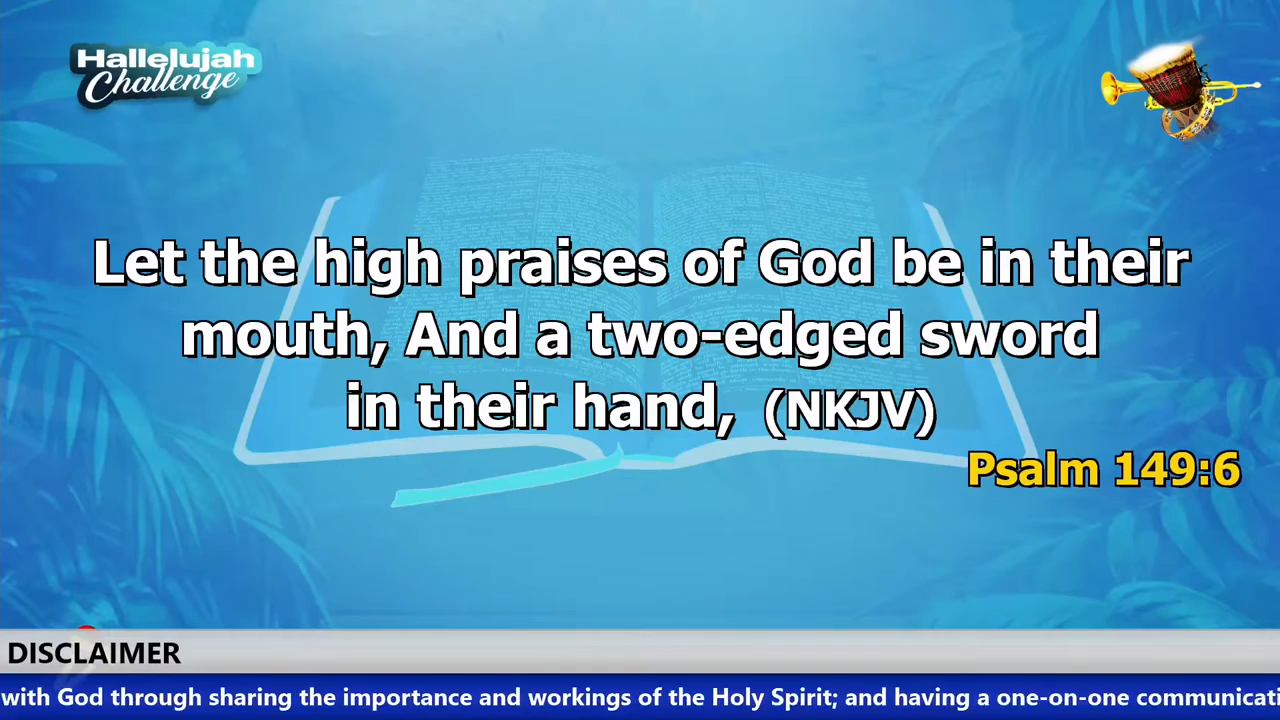 Hallelujah
Challenge
Let the high praises of God be in their
mouth, And a two-edged sword
in their hand, (NKJV)
Psalm 149:6
DISCLAIMER
with God through sharing the importance and workings of the Holy Spirit; and having a one-on-one communicati